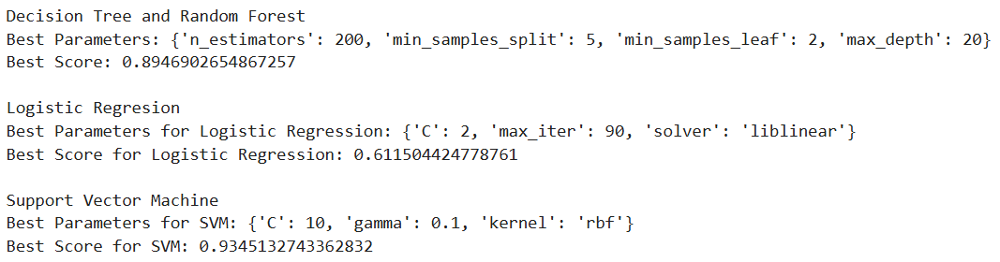 Decision Tree and Random Forest
Best Parameters: {'n_estimators': 200, 'min_samples_split': 5, 'min_samples_leaf': 2, 'max_depth': 20}
Best Score: 0.8946902654867257
Logistic Regresion
Best Parameters for Logistic Regression: {'C': 2, 'max_iter': 90, 'solver': 'liblinear'}
Best Score for Logistic Regression: 0.611504424778761
Support Vector Machine
Best Parameters for SVM: {'C': 10, 'gamma': 0.1, 'kernel': 'rbf'}
Best Score for SVM: 0.9345132743362832